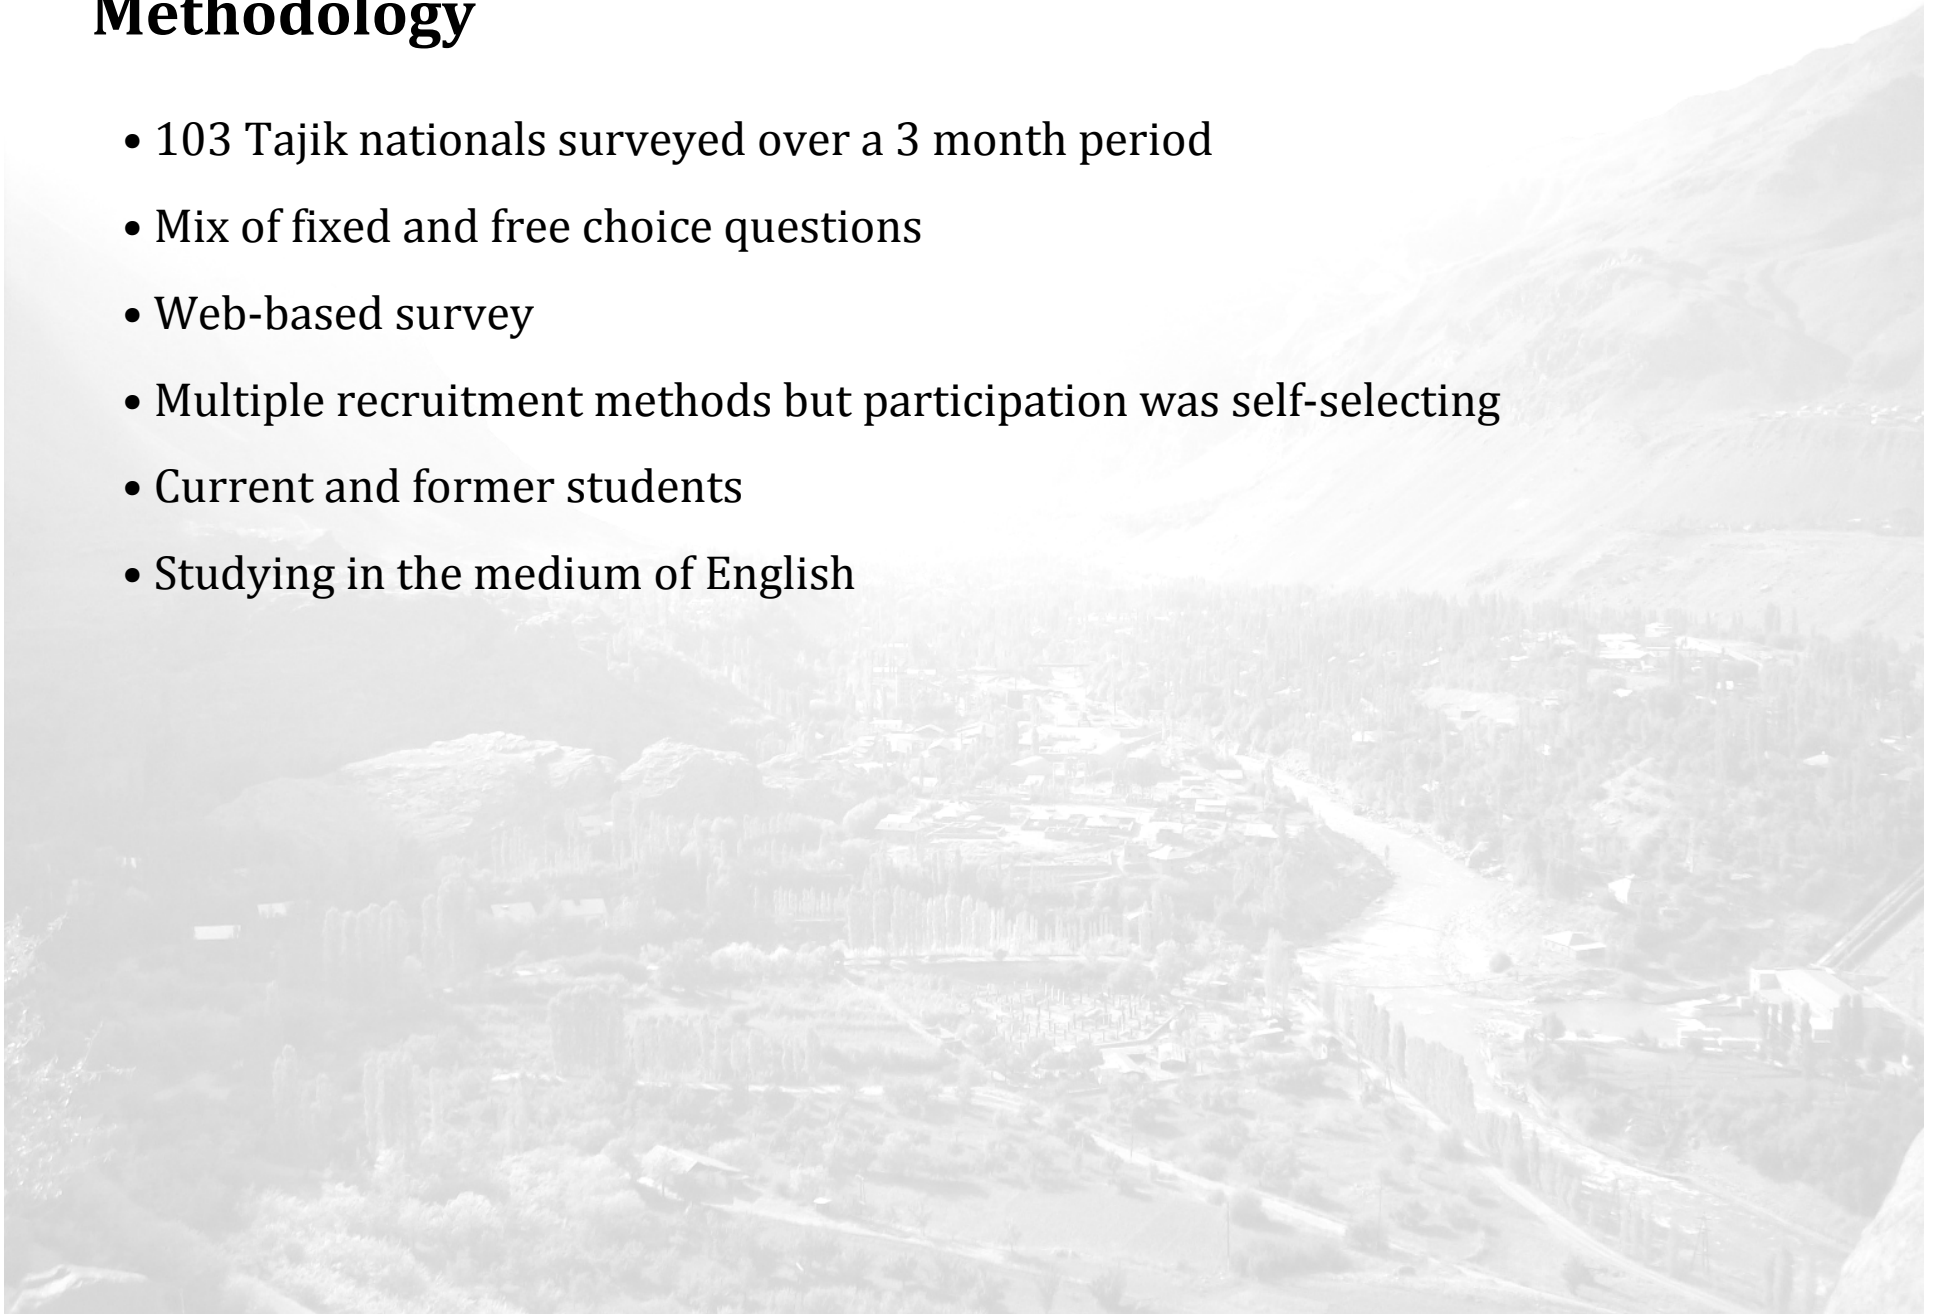 Methodology
• 103 Tajik nationals surveyed over a 3 month period
• Mix of fixed and free choice questions
• Web-based survey
• Multiple recruitment methods but participation was self-selecting
• Current and former students
• Studying in the medium of English